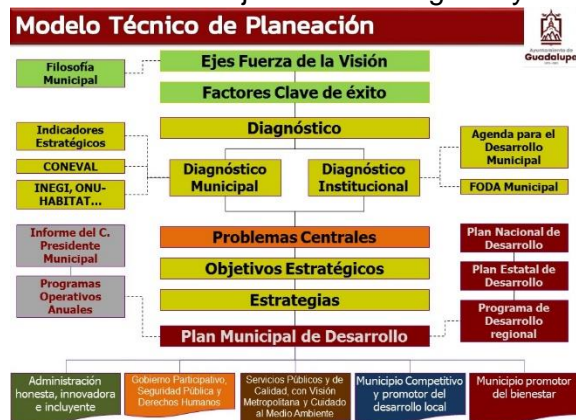 Modelo Técnico de Planeación
Ayuntamiento de
Guadalupe
Filosofía
Municipal
Ejes Fuerza de la Visión
Factores Clave de éxito
Diagnóstico
Indicadores
Estratégicos
CONEVAL
INEGI, ONU-
HABITAT...
Diagnóstico
Municipal
Diagnóstico
Institucional
Agenda para el
Desarrollo
Municipal
FODA Municipal
Problemas Centrales
Objetivos Estratégicos
Estrategias
Plan Municipal de Desarrollo
Informe del C.
Presidente
Municipal
Programas
Operativos
Anuales
Plan Nacional de
Desarrollo
Plan Estatal de
Desarrollo
Programa de
Desarrollo
regional
Administración
honesta, innovadora
e incluyente
Gobierno Participativo,
Seguridad Pública y
Derechos Humanos
Servicios Públicos y de
Calidad, con Visión
Metropolitana y Cuidado
al Medio Ambiente
Municipio Competitivo
y promotor del
desarrollo local
Municipio promotor
del bienestar